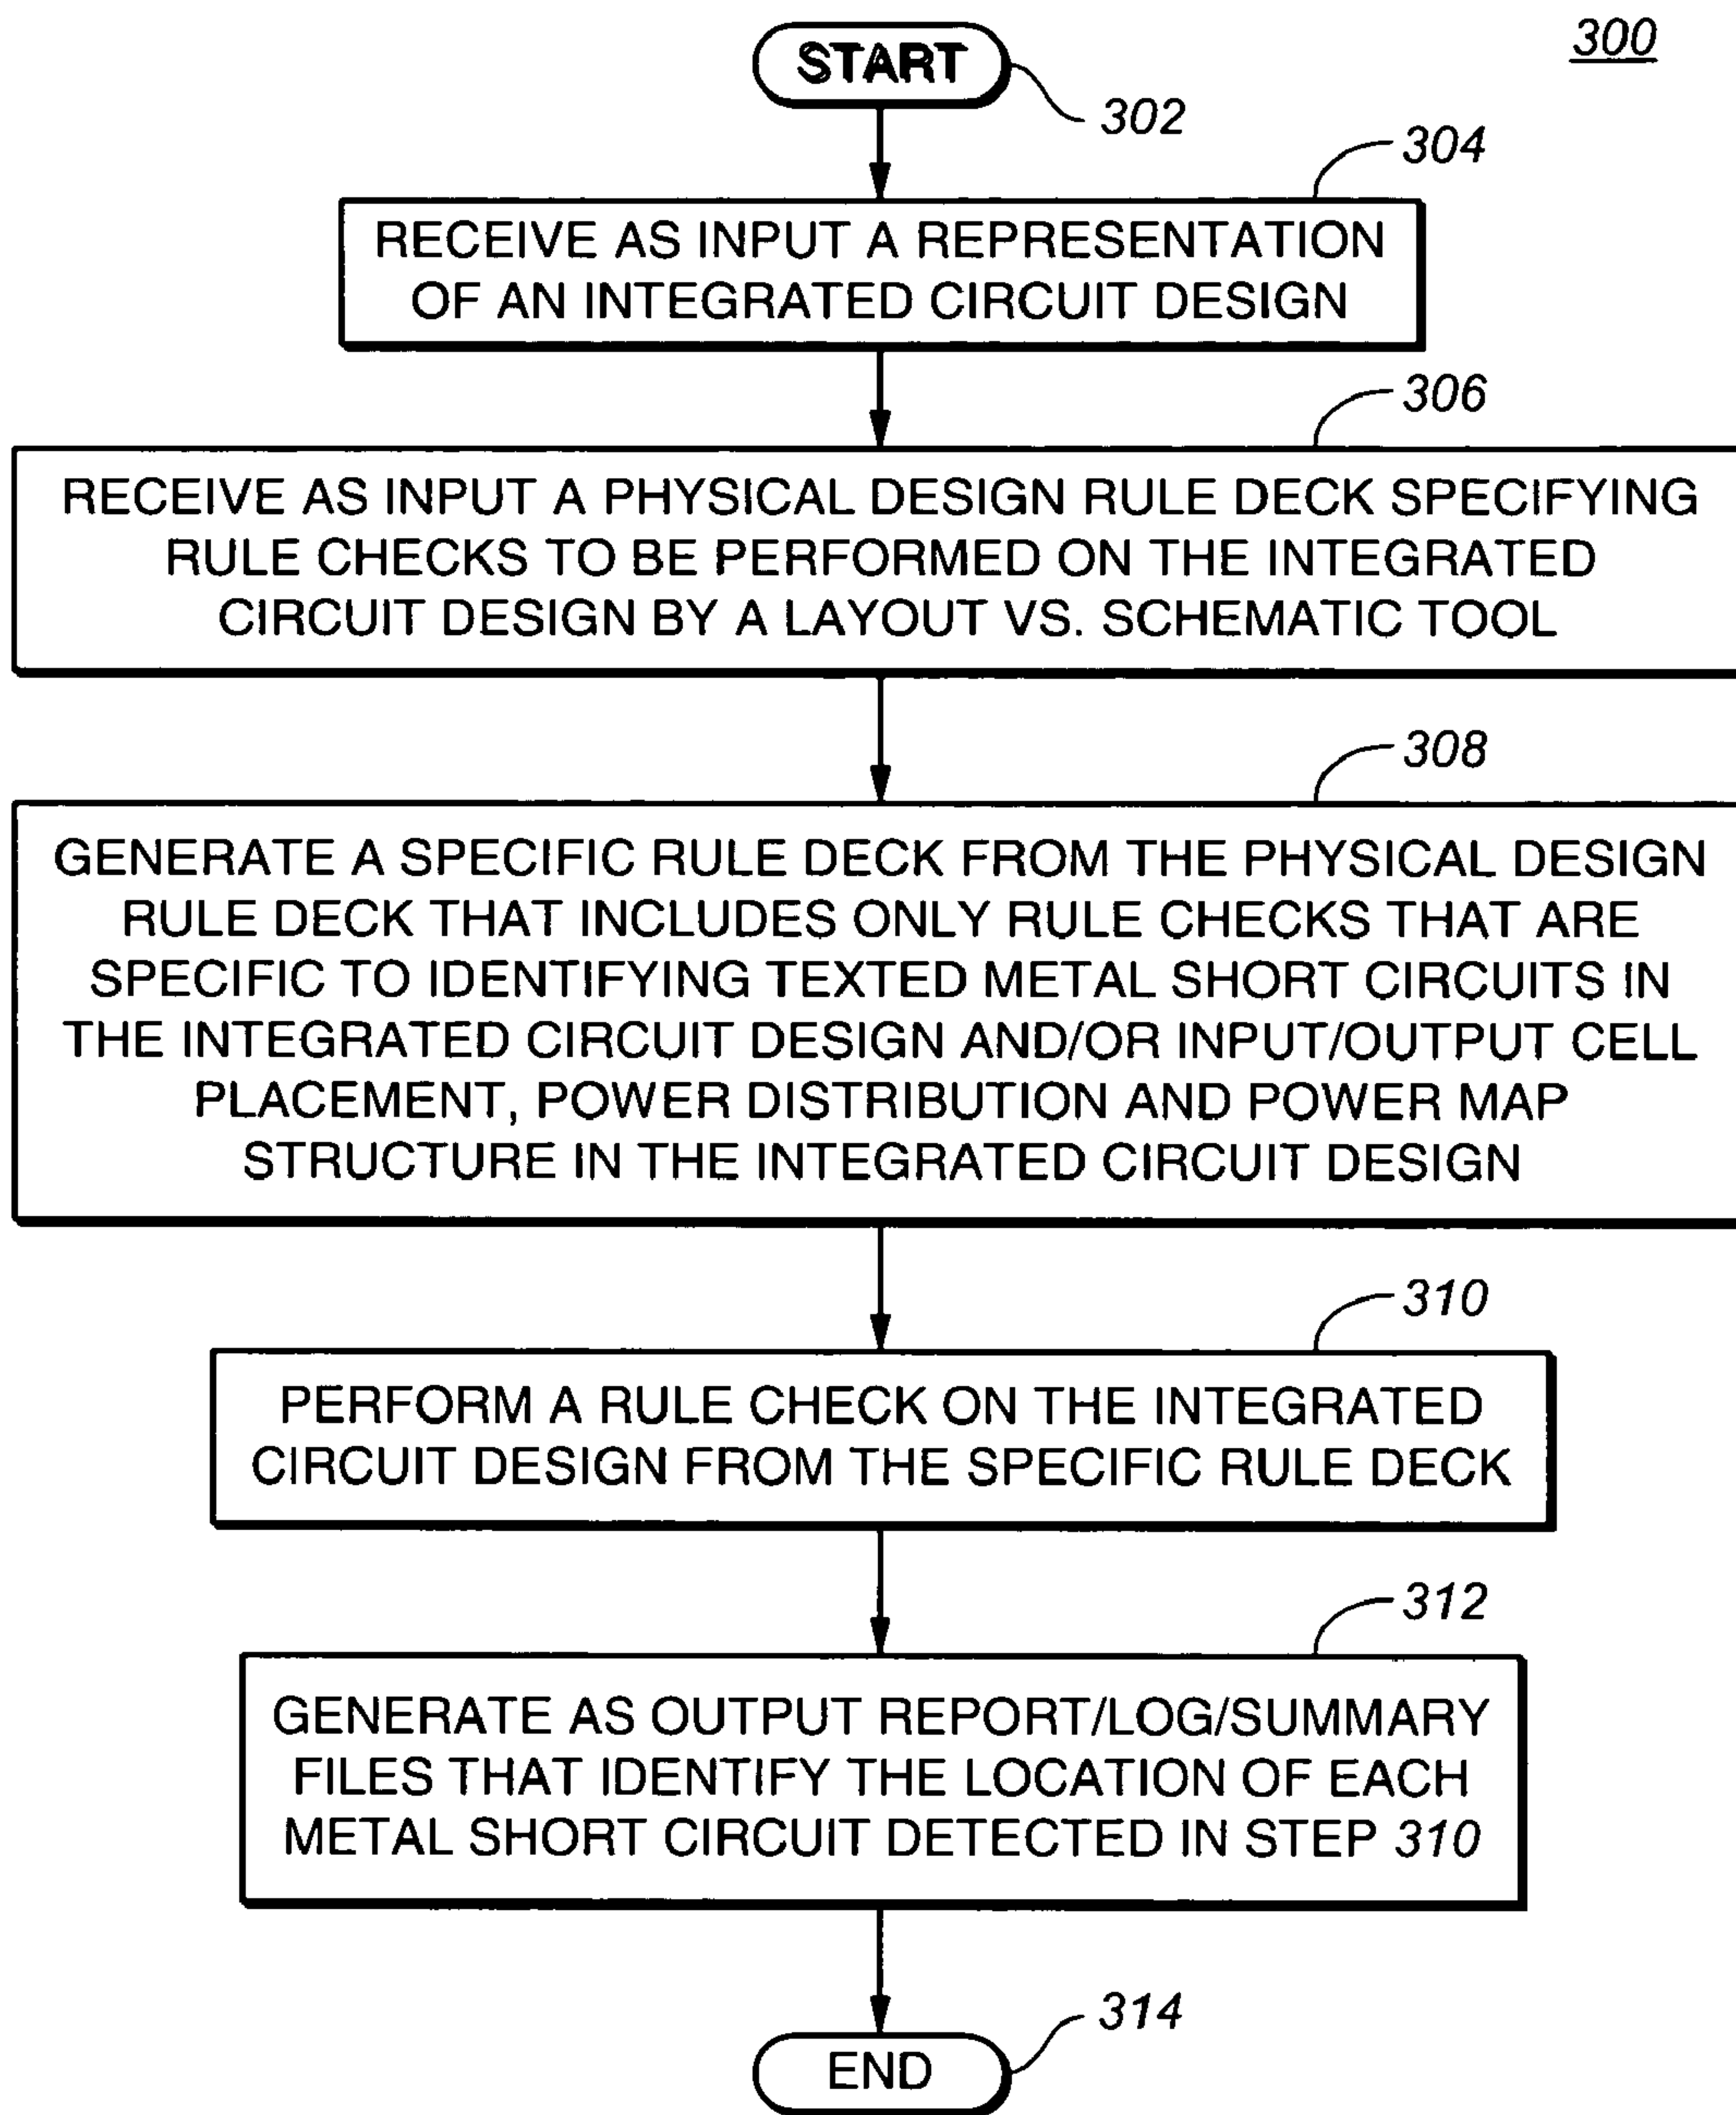 300
START
302
304
RECEIVE AS INPUT A REPRESENTATION
OF AN INTEGRATED CIRCUIT DESIGN
306
RECEIVE AS INPUT A PHYSICAL DESIGN RULE DECK SPECIFYING
RULE CHECKS TO BE PERFORMED ON THE INTEGRATED
CIRCUIT DESIGN BY A LAYOUT VS. SCHEMATIC TOOL
308
GENERATE A SPECIFIC RULE DECK FROM THE PHYSICAL DESIGN
RULE DECK THAT INCLUDES ONLY RULE CHECKS THAT ARE
SPECIFIC TO IDENTIFYING TEXTED METAL SHORT CIRCUITS IN
THE INTEGRATED CIRCUIT DESIGN AND/OR INPUT/OUTPUT CELL
PLACEMENT, POWER DISTRIBUTION AND POWER MAP
STRUCTURE IN THE INTEGRATED CIRCUIT DESIGN
310
PERFORM A RULE CHECK ON THE INTEGRATED
CIRCUIT DESIGN FROM THE SPECIFIC RULE DECK
312
GENERATE AS OUTPUT REPORT/LOG/SUMMARY
FILES THAT IDENTIFY THE LOCATION OF EACH
METAL SHORT CIRCUIT DETECTED IN STEP 310
314
END